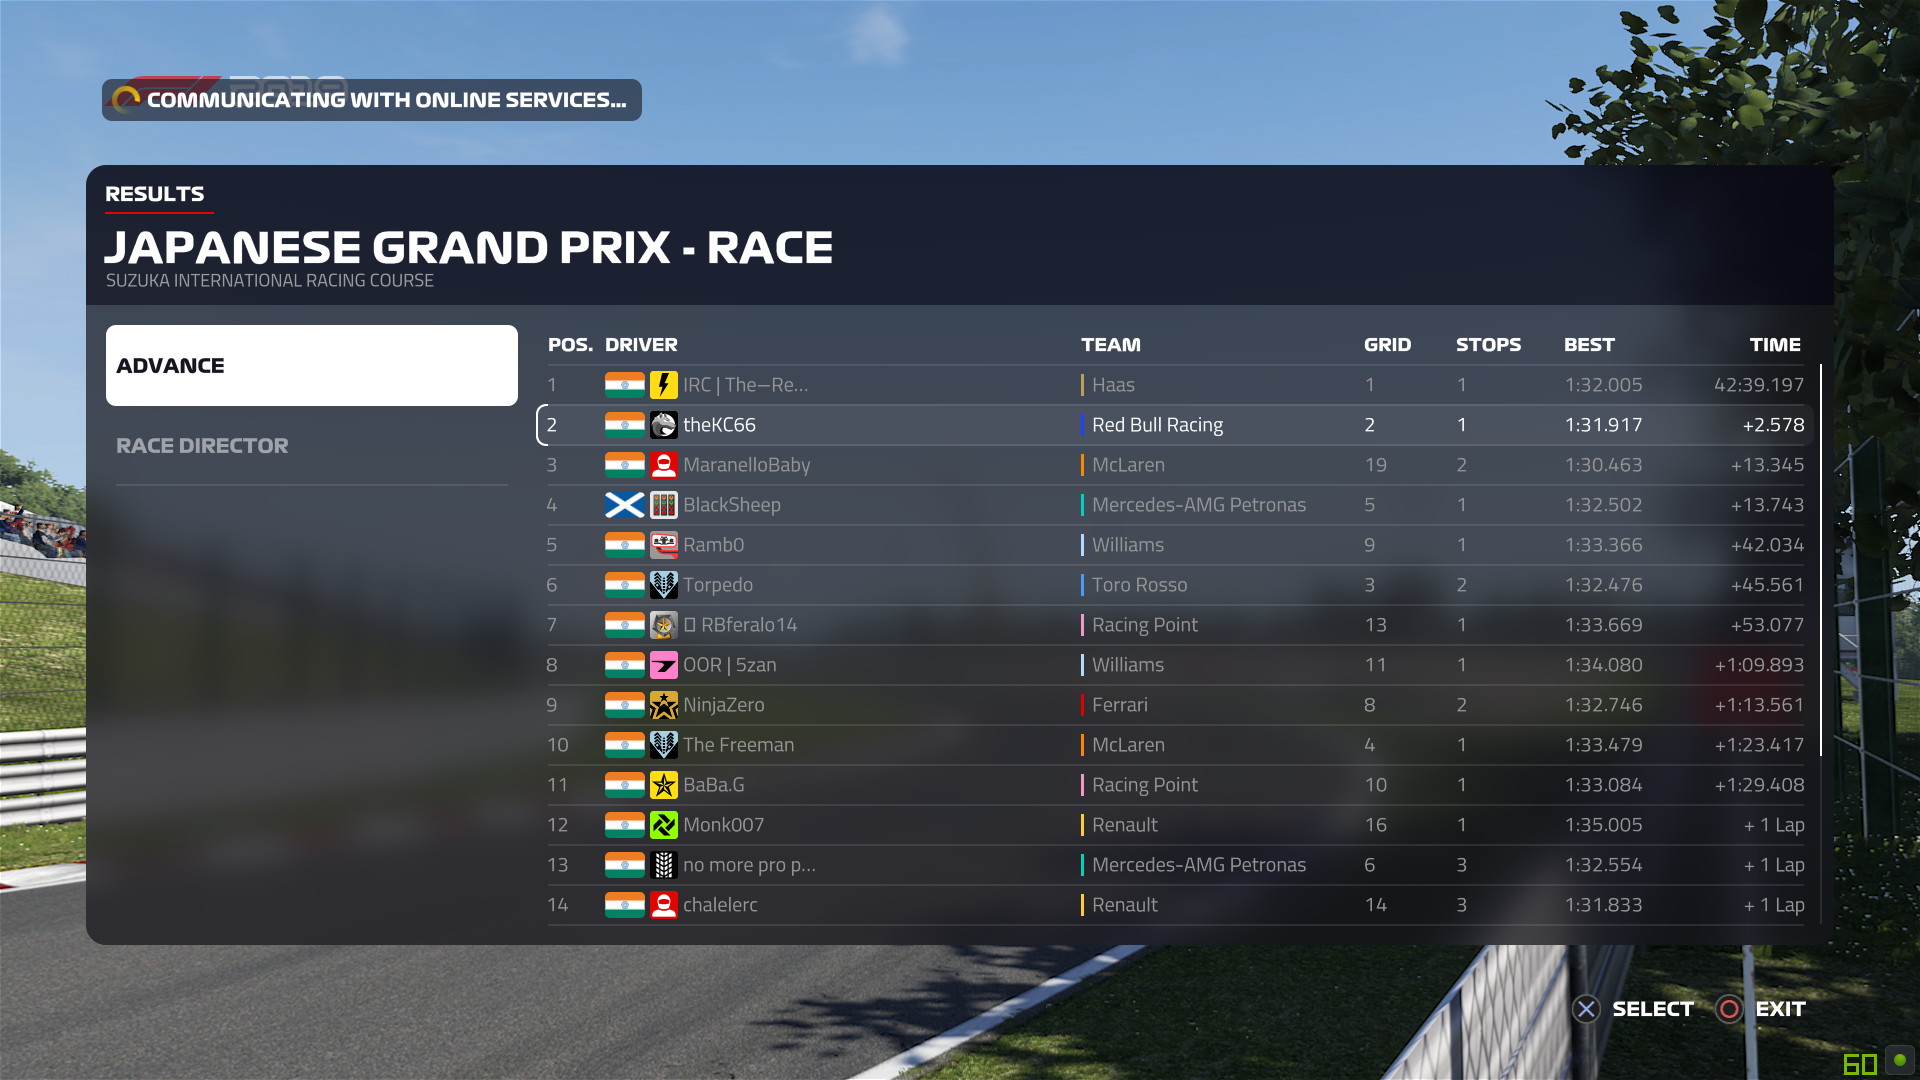 COMMUNICATING WITH ONLINE SERVICES...
RESULTS
JAPANESE GRAND PRIX - RACE
SUZUKA INTERNATIONAL RACING COURSE
ADVANCE
RACE DIRECTOR
POS. DRIVER TEAM GRID STOPS BEST TIME
1 IRC | The—Re... Haas 1 1 1:32.005 42:39.197
2 theKC66 Red Bull Racing 2 1 1:31.917 +2.578
3 MaranelloBaby McLaren 19 2 1:30.463 +13.345
4 BlackSheep Mercedes-AMG Petronas 5 1 1:32.502 +13.743
5 Ramb0 Williams 9 1 1:33.366 +42.034
6 Torpedo Toro Rosso 3 2 1:32.476 +45.561
7 RBferalo14 Racing Point 13 1 1:33.669 +53.077
8 OOR | 5zan Williams 11 1 1:34.080 +1:09.893
9 NinjaZero Ferrari 8 2 1:32.746 +1:13.561
10 The Freeman McLaren 4 1 1:33.479 +1:23.417
11 BaBa.G Racing Point 10 1 1:33.084 +1:29.408
12 Monk007 Renault 16 1 1:35.005 + 1 Lap
13 no more pro p... Mercedes-AMG Petronas 6 3 1:32.554 + 1 Lap
14 chalelerc Renault 14 3 1:31.833 + 1 Lap
SELECT EXIT
60